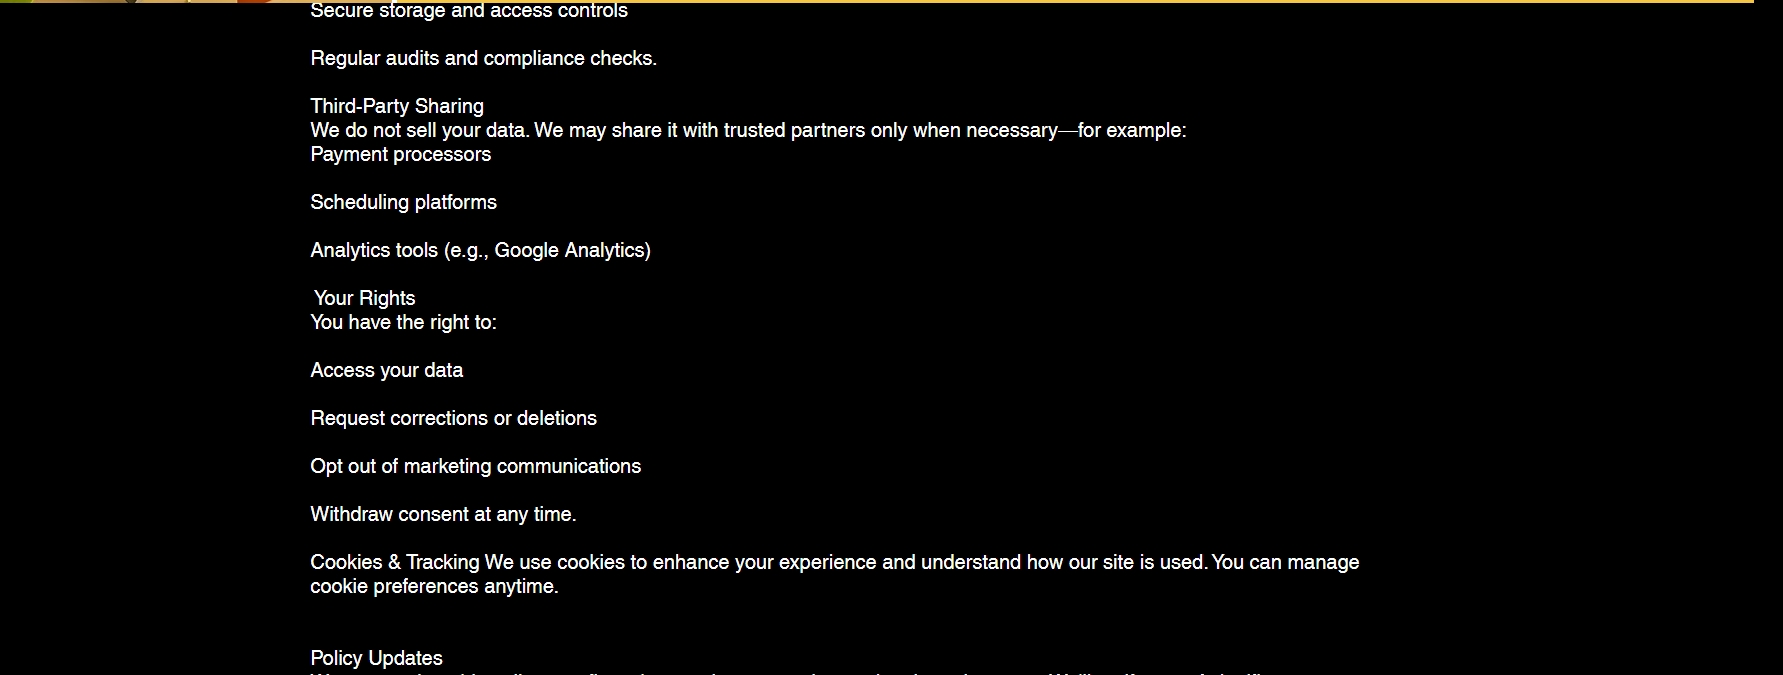 Secure storage and access controls
Regular audits and compliance checks.
Third-Party Sharing
We do not sell your data. We may share it with trusted partners only when necessary—for example:
Payment processors
Scheduling platforms
Analytics tools (e.g., Google Analytics)
Your Rights
You have the right to:
Access your data
Request corrections or deletions
Opt out of marketing communications
Withdraw consent at any time.
Cookies & Tracking We use cookies to enhance your experience and understand how our site is used. You can manage
cookie preferences anytime.
Policy Updates